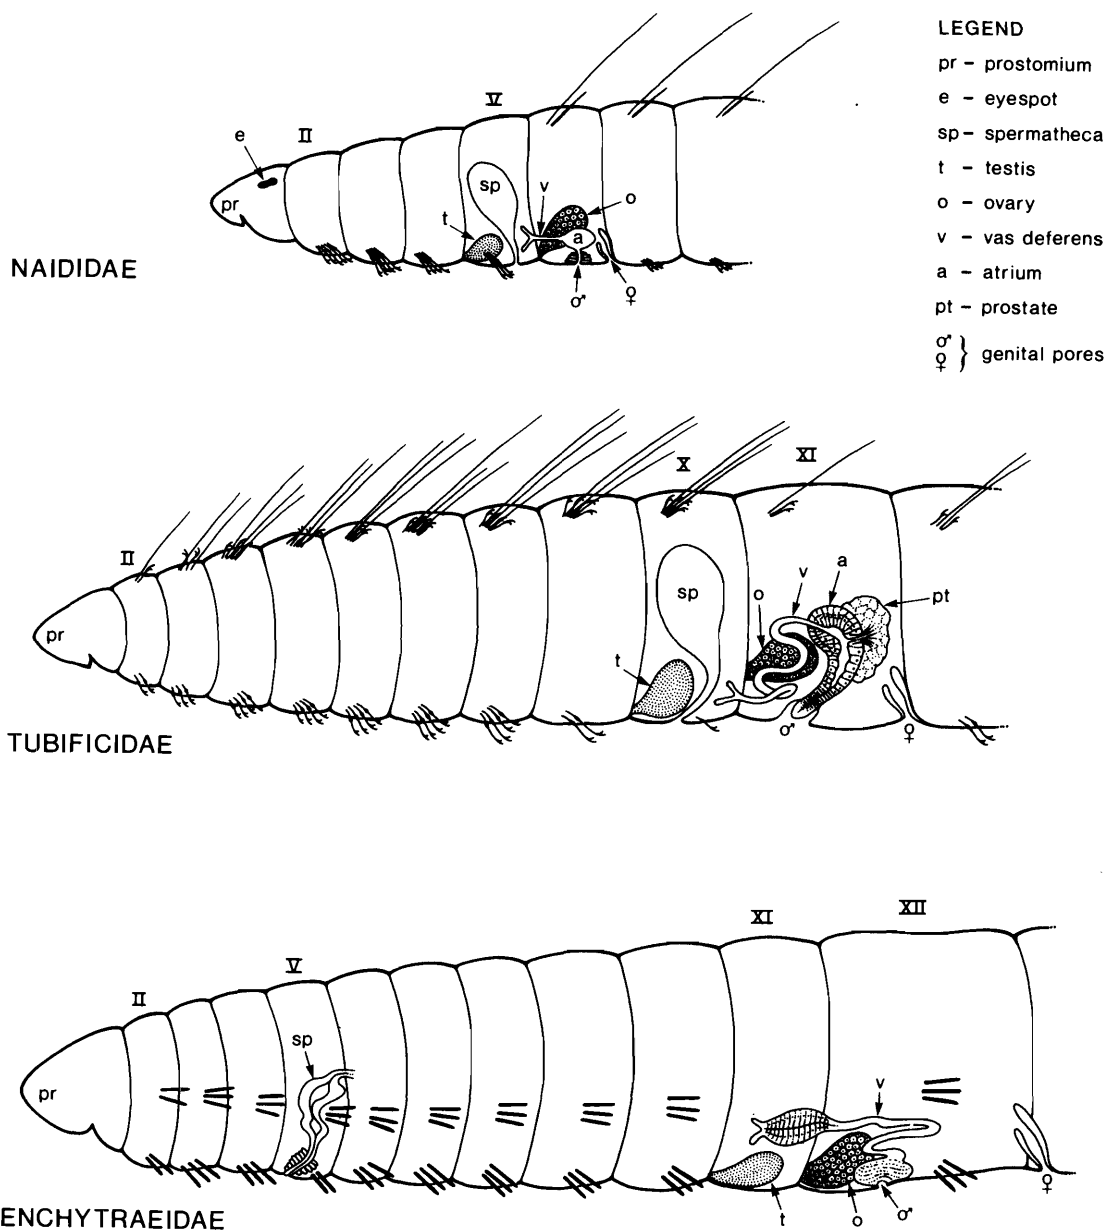 LEGEND
pr – prostomium
e – eyespot
sp – spermatheca
t – testis
o – ovary
v – vas deferens
a – atrium
pt – prostate
♂
♀ } genital pores
V
II
e
pr
sp
t
v
o
a
♂ ♀
NAIDIDAE
X XI
II
pr
sp
t
o
v
a
pt
♂ ♀
TUBIFICIDAE
XI XII
II V
pr
sp
v
t o ♂ ♀
ENCHYTRAEIDAE